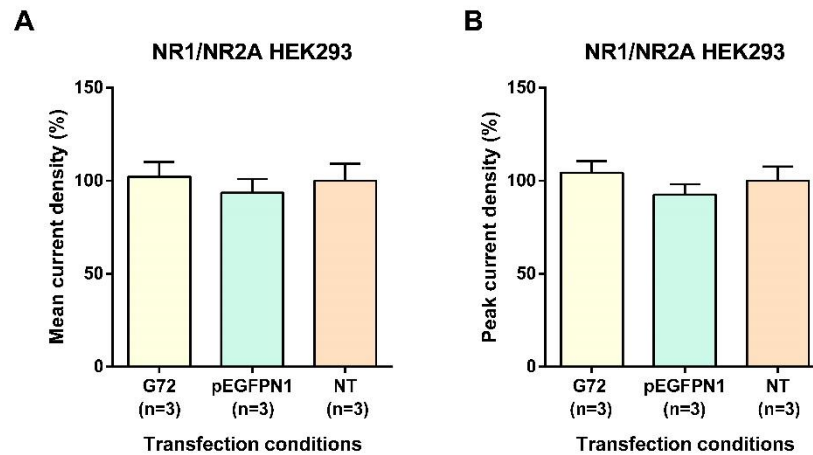 A
NR1/NR2A HEK293
Mean current density (%)
150
100
50
0
G72 pEGFPN1 NT
(n=3) (n=3) (n=3)
Transfection conditions
B
NR1/NR2A HEK293
Peak current density (%)
150
100
50
0
G72 pEGFPN1 NT
(n=3) (n=3) (n=3)
Transfection conditions